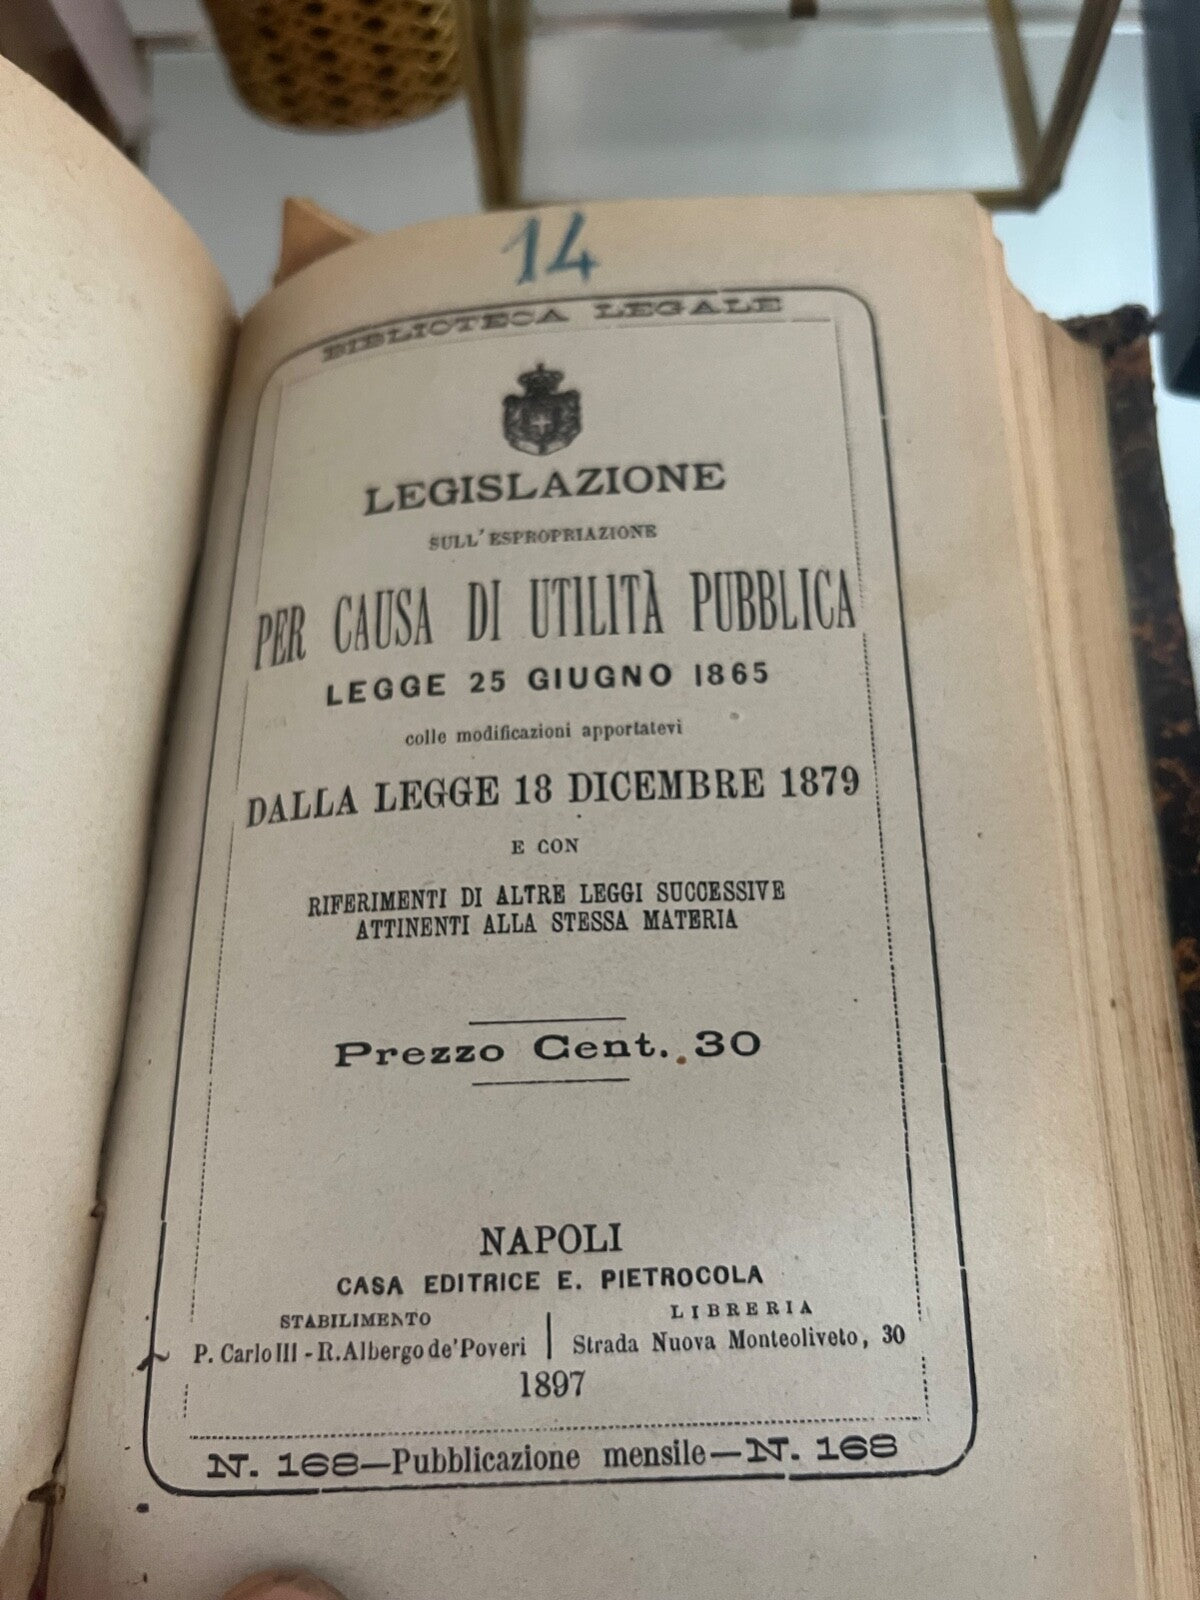 14
BIBLIOTECA LEGALE
LEGISLAZIONE
SULL'ESPROPRIAZIONE
PER CAUSA DI UTILITÀ PUBBLICA
LEGGE 25 GIUGNO 1865
colle modificazioni apportatevi
DALLA LEGGE 18 DICEMBRE 1879
E CON
RIFERIMENTI DI ALTRE LEGGI SUCCESSIVE
ATTINENTI ALLA STESSA MATERIA
Prezzo Cent. 30
NAPOLI
CASA EDITRICE E. PIETROCOLA
STABILIMENTO
P. Carlo III - R. Albergo de' Poveri
LIBRERIA
Strada Nuova Monteoliveto, 30
1897
N. 168—Pubblicazione mensile—N. 168